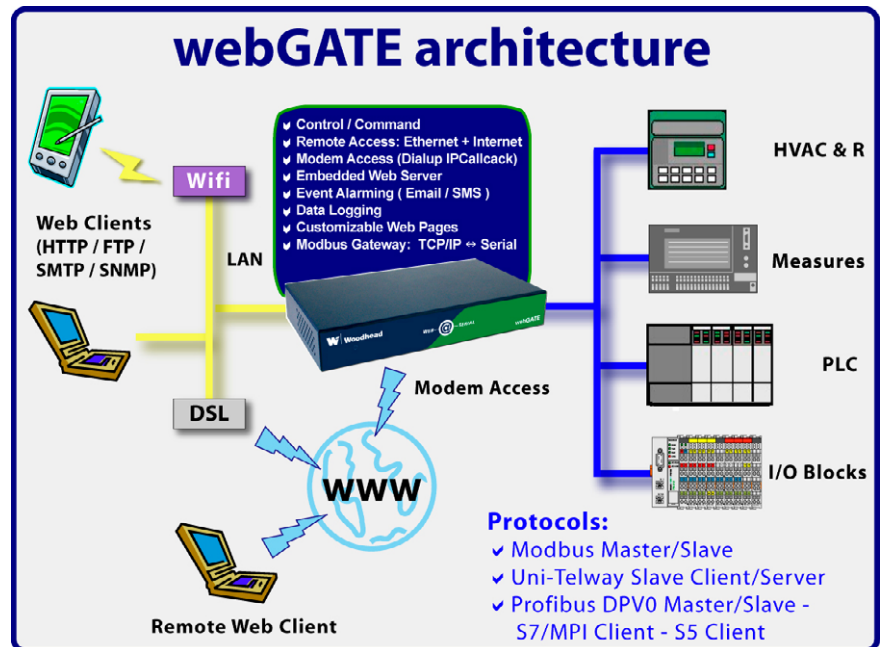 webGATE architecture
Control / Command
Remote Access: Ethernet + Internet
Modem Access (Dialup IPCallcack)
Embedded Web Server
Event Alarming ( Email / SMS )
Data Logging
Customizable Web Pages
Modbus Gateway: TCP/IP ↔ Serial
Wifi
Web Clients
(HTTP / FTP /
SMTP / SNMP)
LAN
HVAC & R
Measures
PLC
I/O Blocks
W Woodhead
webGATE
Modem Access
DSL
WWW
Remote Web Client
Protocols:
Modbus Master/Slave
Uni-Telway Slave Client/Server
Profibus DPV0 Master/Slave -
S7/MPI Client - S5 Client